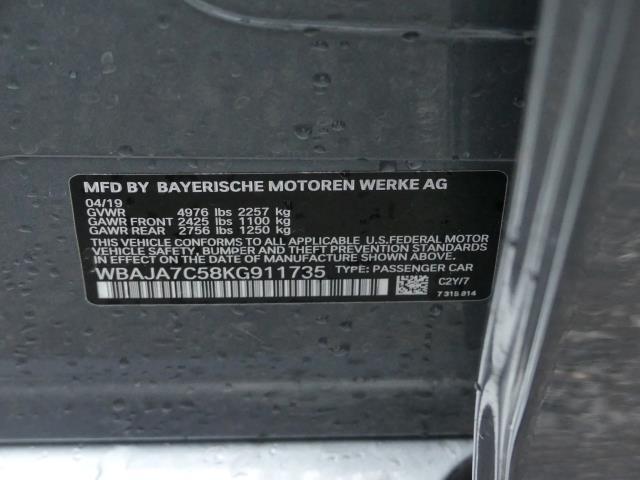 MFD BY BAYERISCHE MOTOREN WERKE AG
04/19
GVWR 4976 lbs 2257 kg
GAWR FRONT 2425 lbs 1100 kg
GAWR REAR 2756 lbs 1250 kg
THIS VEHICLE CONFORMS TO ALL APPLICABLE U.S.FEDERAL MOTOR
VEHICLE SAFETY, BUMPER AND THEFT PREVENTION STANDARDS
IN EFFECT ON THE DATE OF MANUFACTURE SHOWN ABOVE.
WBAJA7C58KG911735 TYPE: PASSENGER CAR
C2Y/7
7 315 814